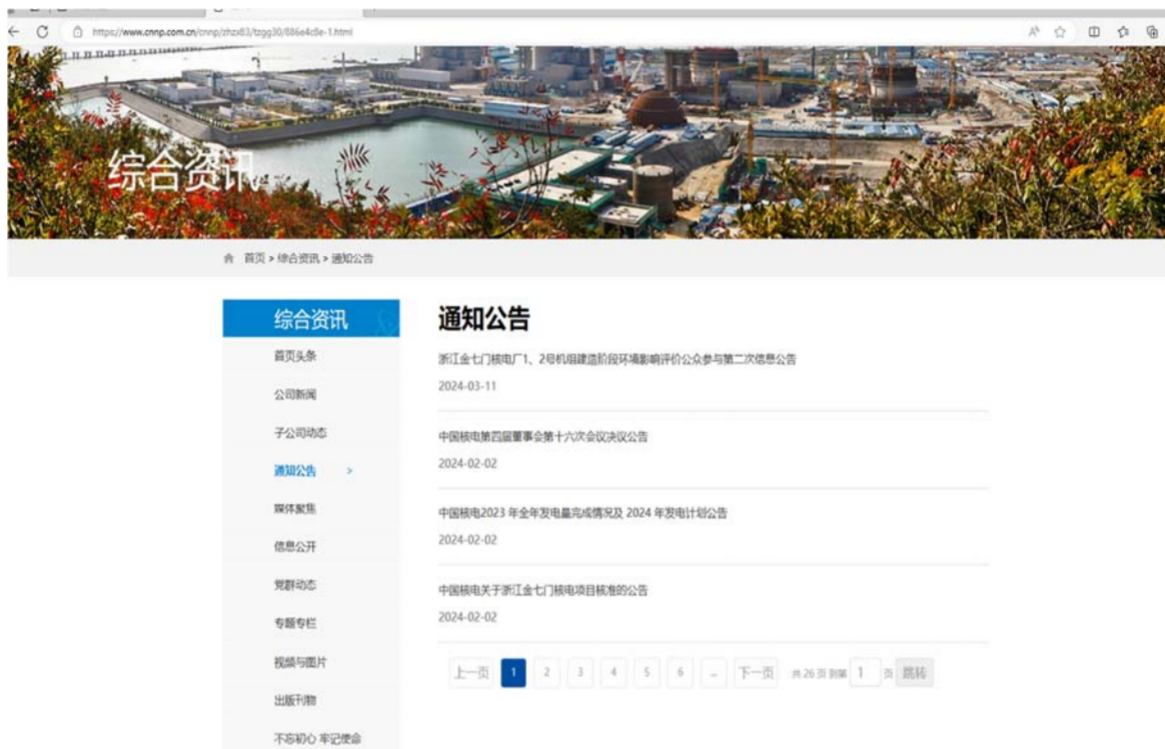 https://www.cnnp.com.cn/cnnp/zhzx83/tzgg30/886e4c8e-1.html
综合资讯
首页 > 综合资讯 > 通知公告
综合资讯
首页头条
公司新闻
子公司动态
通知公告 >
媒体聚焦
信息公开
党群动态
专题专栏
视频与图片
出版刊物
不忘初心 牢记使命
通知公告
浙江金七门核电厂1、2号机组建造阶段环境影响评价公众参与第二次信息公告
2024-03-11
中国核电第四届董事会第十六次会议决议公告
2024-02-02
中国核电2023 年全年发电量完成情况及 2024 年发电计划公告
2024-02-02
中国核电关于浙江金七门核电项目核准的公告
2024-02-02
上一页 1 2 3 4 5 6 ... 下一页 共 26 页 到第 1 页 跳转